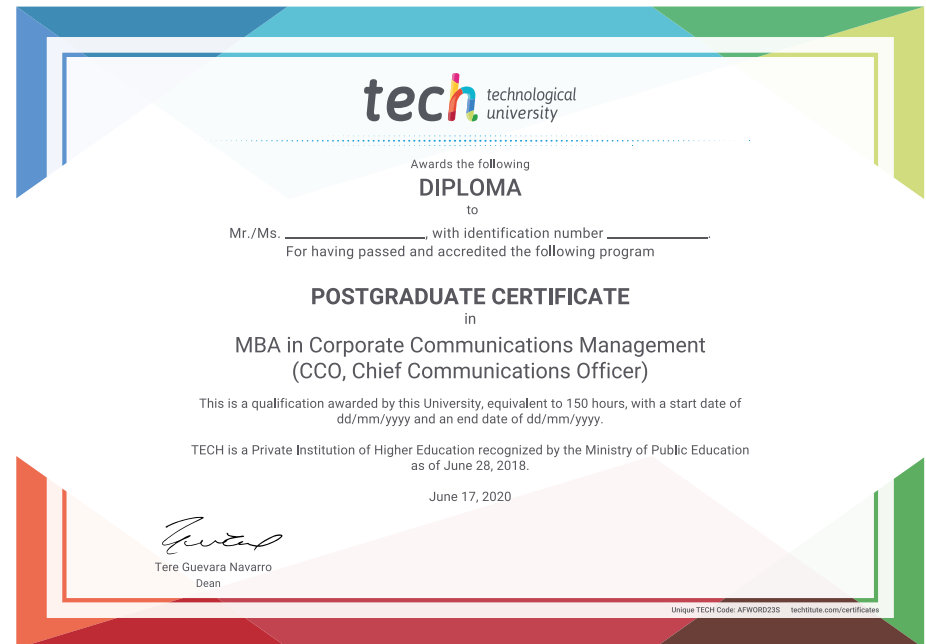 tech technological
university
Awards the following
DIPLOMA
to
Mr./Ms. ____________________, with identification number ______________.
For having passed and accredited the following program
POSTGRADUATE CERTIFICATE
in
MBA in Corporate Communications Management
(CCO, Chief Communications Officer)
This is a qualification awarded by this University, equivalent to 150 hours, with a start date of
dd/mm/yyyy and an end date of dd/mm/yyyy.
TECH is a Private Institution of Higher Education recognized by the Ministry of Public Education
as of June 28, 2018.
June 17, 2020
Tere Guevara Navarro
Dean
Unique TECH Code: AFWORD23S techtitute.com/certificates